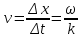 v = Δx/Δt = ω/k